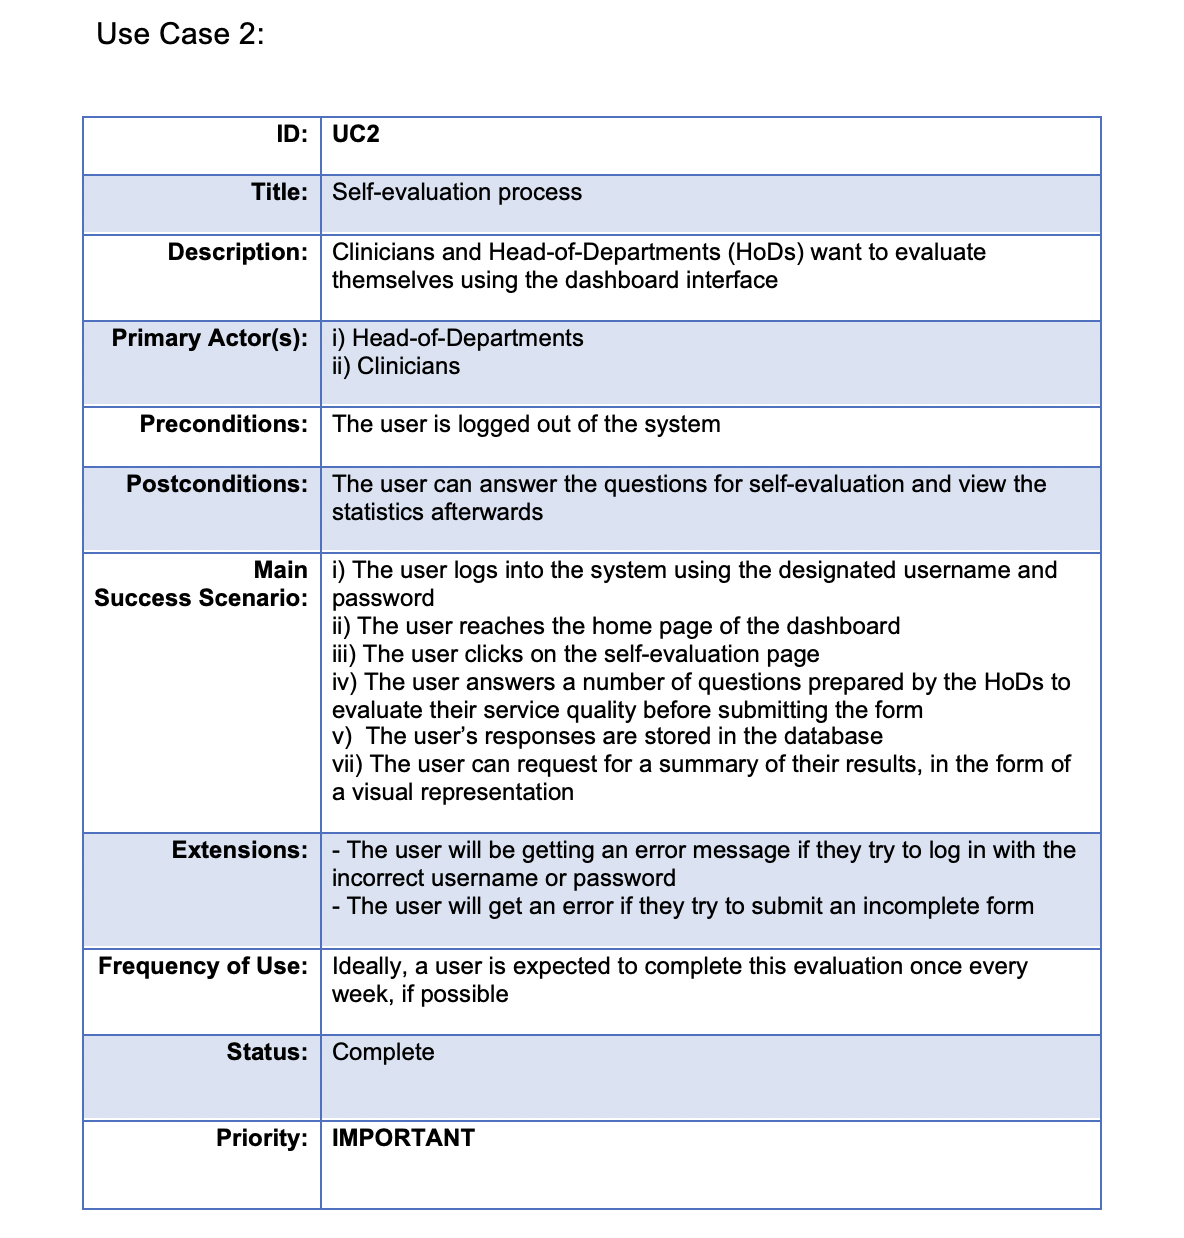 Use Case 2:
ID: UC2
Title: Self-evaluation process
Description: Clinicians and Head-of-Departments (HoDs) want to evaluate
themselves using the dashboard interface
Primary Actor(s): i) Head-of-Departments
ii) Clinicians
Preconditions: The user is logged out of the system
Postconditions: The user can answer the questions for self-evaluation and view the
statistics afterwards
Main
Success Scenario: i) The user logs into the system using the designated username and
password
ii) The user reaches the home page of the dashboard
iii) The user clicks on the self-evaluation page
iv) The user answers a number of questions prepared by the HoDs to
evaluate their service quality before submitting the form
v)  The user’s responses are stored in the database
vii) The user can request for a summary of their results, in the form of
a visual representation
Extensions: - The user will be getting an error message if they try to log in with the
incorrect username or password
- The user will get an error if they try to submit an incomplete form
Frequency of Use: Ideally, a user is expected to complete this evaluation once every
week, if possible
Status: Complete
Priority: IMPORTANT